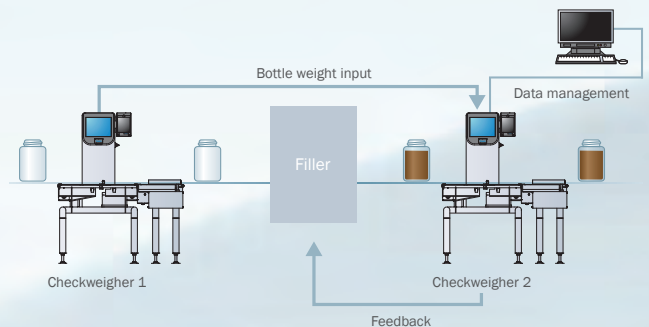 Bottle weight input
Data management
Filler
Checkweigher 1
Checkweigher 2
Feedback